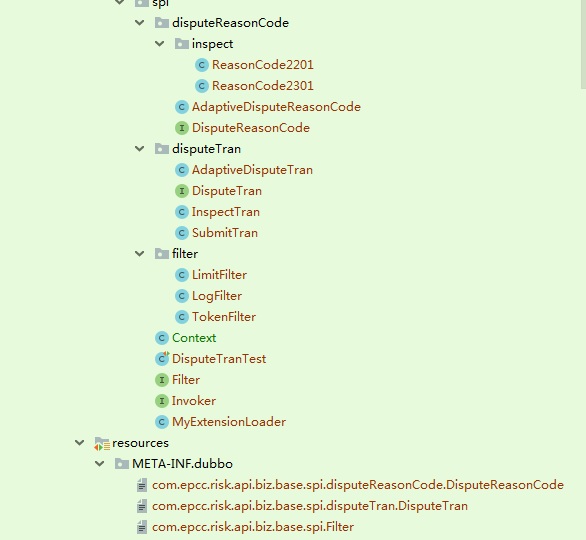 spi
disputeReasonCode
inspect
ReasonCode2201
ReasonCode2301
AdaptiveDisputeReasonCode
DisputeReasonCode
disputeTran
AdaptiveDisputeTran
DisputeTran
InspectTran
SubmitTran
filter
LimitFilter
LogFilter
TokenFilter
Context
DisputeTranTest
Filter
Invoker
MyExtensionLoader
resources
META-INF.dubbo
com.epcc.risk.api.biz.base.spi.disputeReasonCode.DisputeReasonCode
com.epcc.risk.api.biz.base.spi.disputeTran.DisputeTran
com.epcc.risk.api.biz.base.spi.Filter